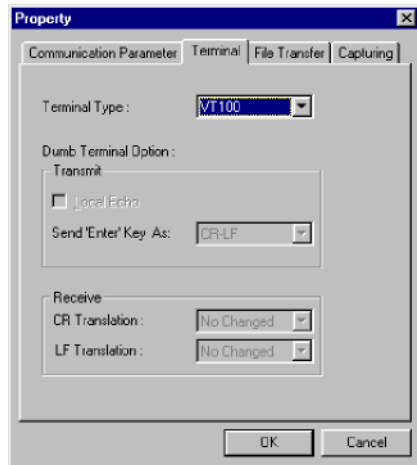 Property
Communication Parameter Terminal File Transfer Capturing
Terminal Type : VT100
Dumb Terminal Option :
Transmit
Local Echo
Send 'Enter' Key As: CR-LF
Receive
CR Translation : No Changed
LF Translation : No Changed
OK Cancel